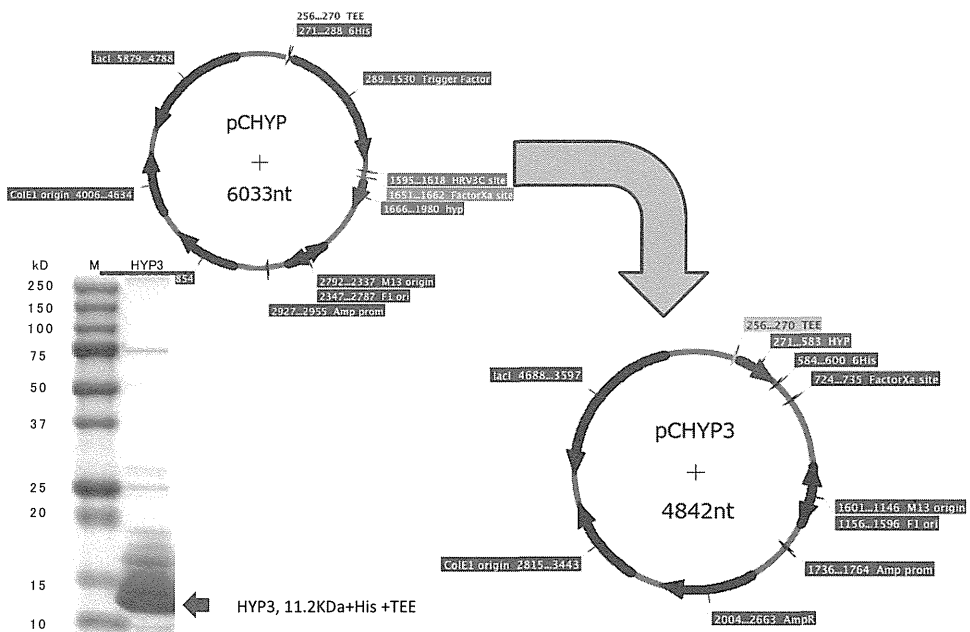 256...270 TEE
271...288 6His
lacI 5879...4788
289...1530 Trigger Factor
pCHYP
6033nt
1595...1618 HRV3C site
1651...1662 FactorXa site
1666...1980 hyp
ColE1 origin 4006...4634
2792...2337 M13 origin
2347...2787 F1 ori
2927...2955 Amp prom
854
kD M HYP3
250
150
100
75
50
37
25
20
15
10
HYP3, 11.2KDa+His +TEE
256...270 TEE
271...583 HYP
584...600 6His
724...735 FactorXa site
lacI 4688...3597
pCHYP3
4842nt
1601...1146 M13 origin
1156...1596 F1 ori
1736...1764 Amp prom
ColE1 origin 2815...3443
2004...2663 AmpR